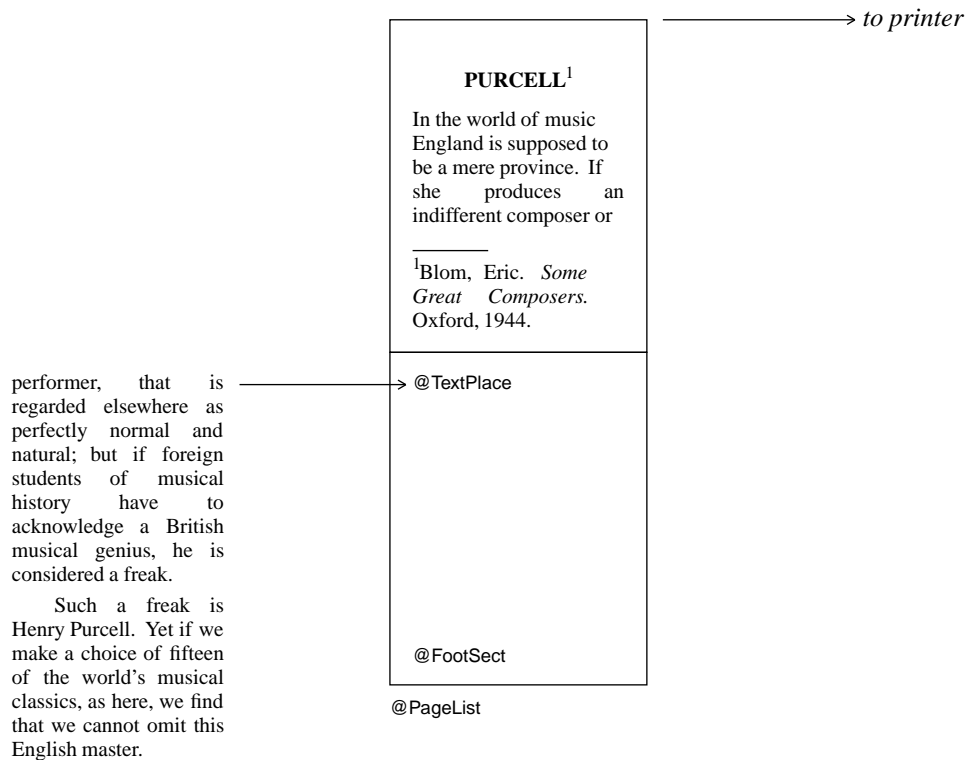 to printer
PURCELL1
In the world of music
England is supposed to
be a mere province. If
she produces an
indifferent composer or
1Blom, Eric. Some
Great Composers.
Oxford, 1944.
performer, that is
regarded elsewhere as
perfectly normal and
natural; but if foreign
students of musical
history have to
acknowledge a British
musical genius, he is
considered a freak.
Such a freak is
Henry Purcell. Yet if we
make a choice of fifteen
of the world's musical
classics, as here, we find
that we cannot omit this
English master.
@TextPlace
@FootSect
@PageList